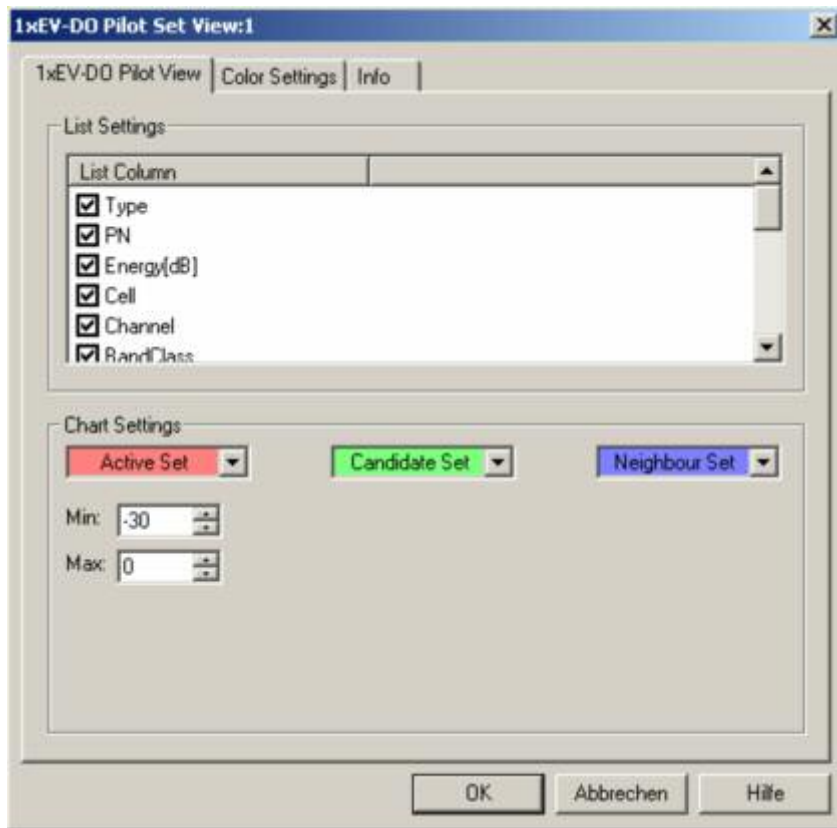 1xEV-DO Pilot Set View:1
1xEV-DO Pilot View Color Settings Info
List Settings
List Column
Type
PN
Energy[dB]
Cell
Channel
BandClass
Chart Settings
Active Set Candidate Set Neighbour Set
Min: -30
Max: 0
OK Abbrechen Hilfe